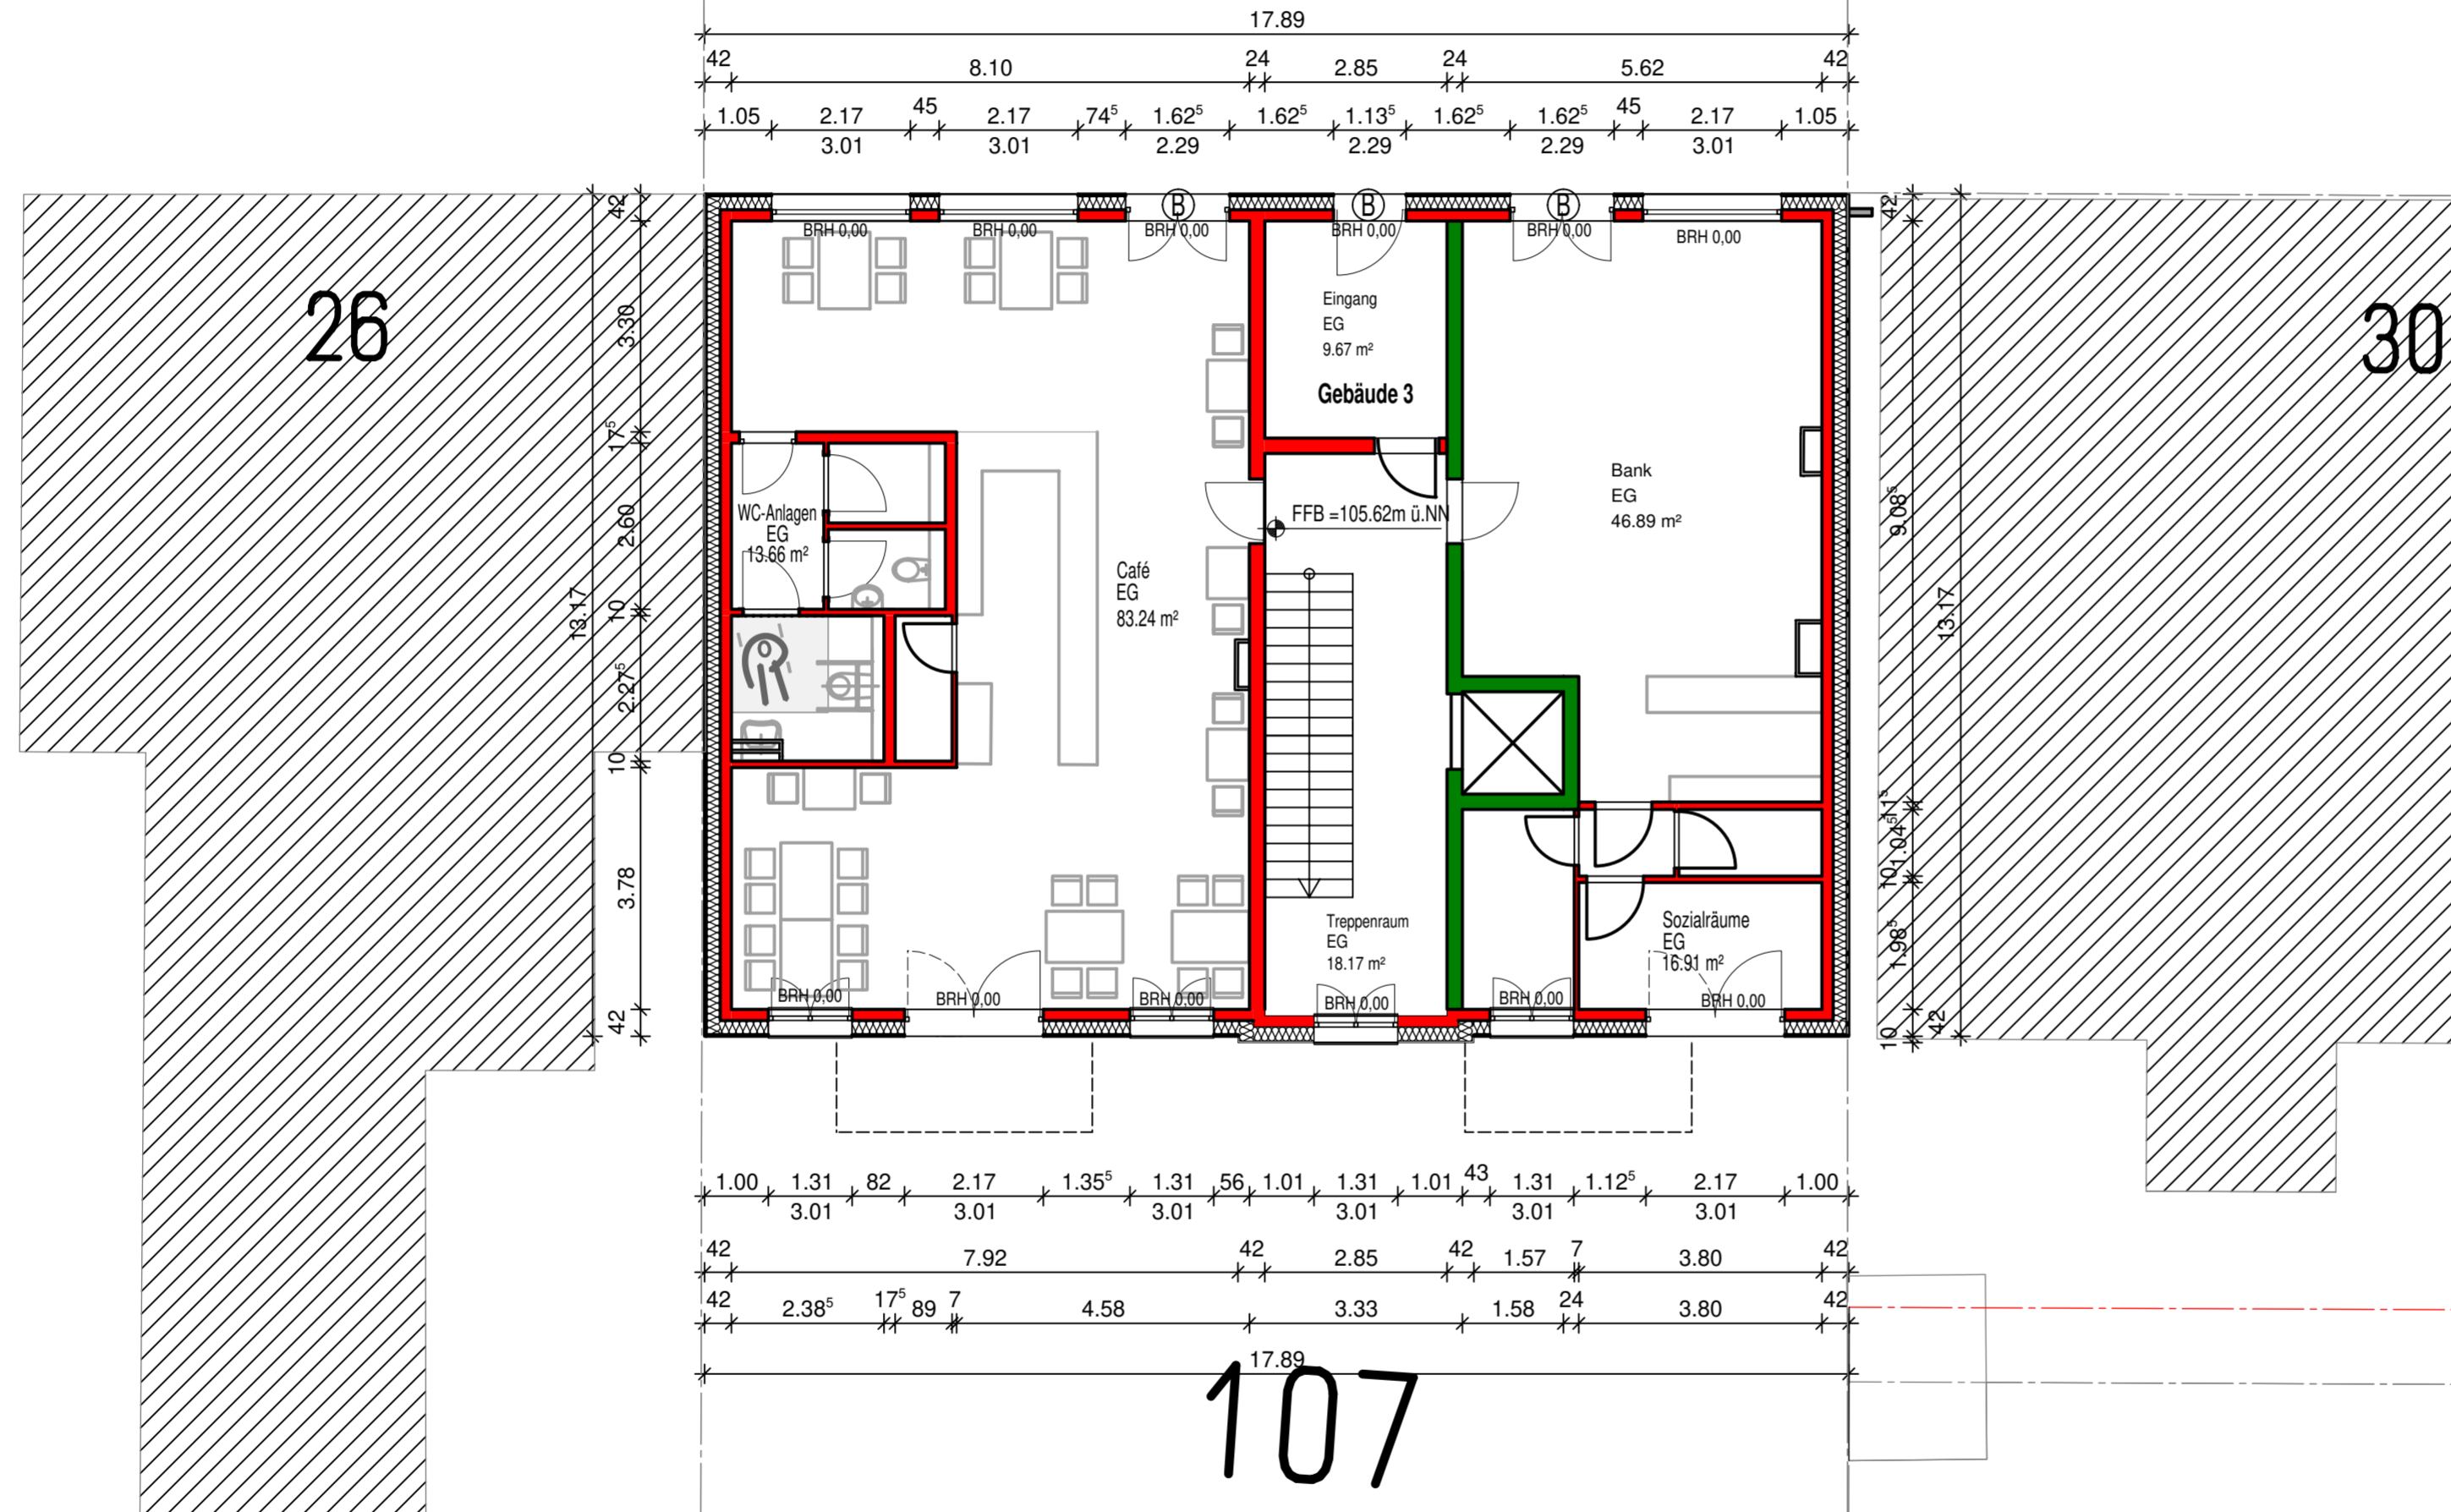 17.89
42 8.10 24 2.85 24 5.62 42
1.05 2.17 45 2.17 74⁵ 1.62⁵ 1.62⁵ 1.13⁵ 1.62⁵ 1.62⁵ 45 2.17 1.05
3.01 3.01 2.29 2.29 2.29 3.01
B B B
BRH 0,00 BRH 0,00 BRH 0,00 BRH 0,00 BRH 0,00 BRH 0,00
26
30
Eingang
EG
9.67 m²
Gebäude 3
Bank
EG
46.89 m²
FFB =105.62m ü.NN
WC-Anlagen
EG
13.66 m²
Café
EG
83.24 m²
Treppenraum
EG
18.17 m²
Sozialräume
EG
16.91 m²
BRH 0,00 BRH 0,00 BRH 0,00 BRH 0,00 BRH 0,00 BRH 0,00
42
3.30
17⁵
2.60
10
2.27⁵
10
3.78
42
13.17
42
9.08⁵
11⁵
1.04⁵
10
1.98⁵
42
10
13.17
1.00 1.31 82 2.17 1.35⁵ 1.31 56 1.01 1.31 1.01 43 1.31 1.12⁵ 2.17 1.00
3.01 3.01 3.01 3.01 3.01 3.01
42 7.92 42 2.85 42 1.57 7 3.80 42
42 2.38⁵ 17⁵ 89 7 4.58 3.33 1.58 24 3.80 42
17.89
107